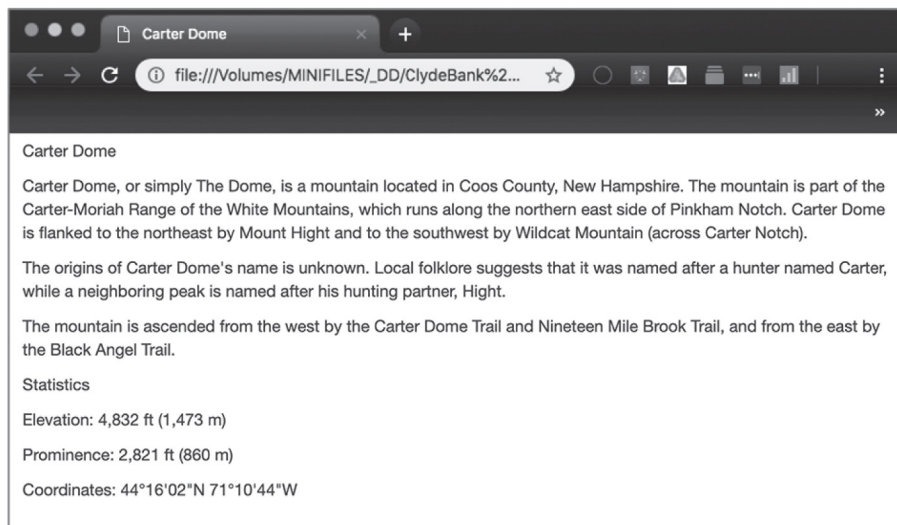 Carter Dome
file:///Volumes/MINIFILES/_DD/ClydeBank%2...
Carter Dome
Carter Dome, or simply The Dome, is a mountain located in Coos County, New Hampshire. The mountain is part of the
Carter-Moriah Range of the White Mountains, which runs along the northern east side of Pinkham Notch. Carter Dome
is flanked to the northeast by Mount Hight and to the southwest by Wildcat Mountain (across Carter Notch).
The origins of Carter Dome's name is unknown. Local folklore suggests that it was named after a hunter named Carter,
while a neighboring peak is named after his hunting partner, Hight.
The mountain is ascended from the west by the Carter Dome Trail and Nineteen Mile Brook Trail, and from the east by
the Black Angel Trail.
Statistics
Elevation: 4,832 ft (1,473 m)
Prominence: 2,821 ft (860 m)
Coordinates: 44°16'02"N 71°10'44"W